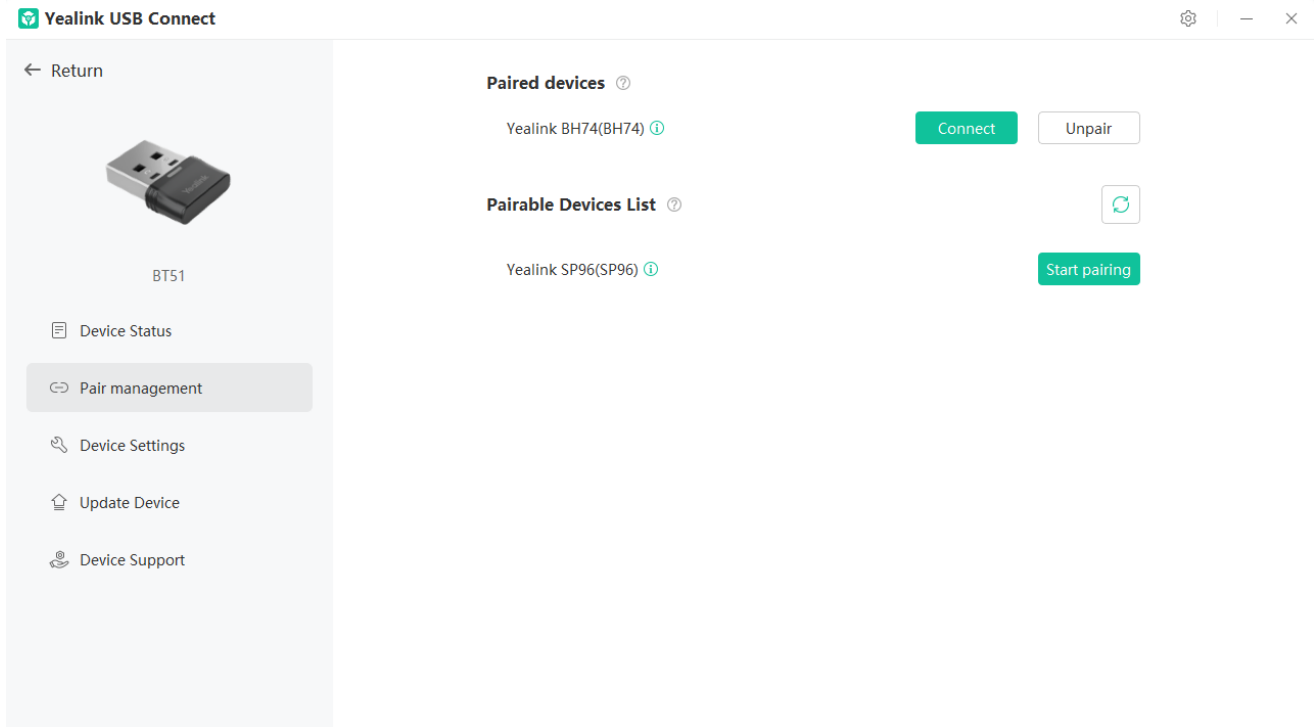 Yealink USB Connect
Return
BT51
Device Status
Pair management
Device Settings
Update Device
Device Support
Paired devices
Yealink BH74(BH74)
Connect
Unpair
Pairable Devices List
Yealink SP96(SP96)
Start pairing